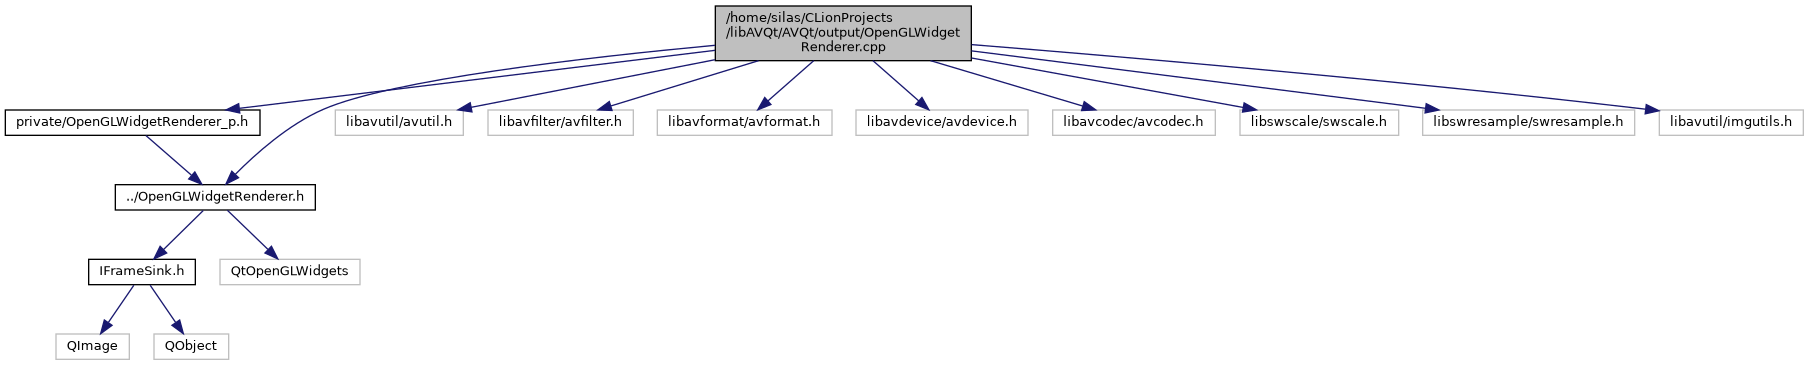 /home/silas/CLionProjects
/libAVQt/AVQt/output/OpenGLWidget
Renderer.cpp
private/OpenGLWidgetRenderer_p.h
libavutil/avutil.h
libavfilter/avfilter.h
libavformat/avformat.h
libavdevice/avdevice.h
libavcodec/avcodec.h
libswscale/swscale.h
libswresample/swresample.h
libavutil/imgutils.h
../OpenGLWidgetRenderer.h
IFrameSink.h
QtOpenGLWidgets
QImage
QObject